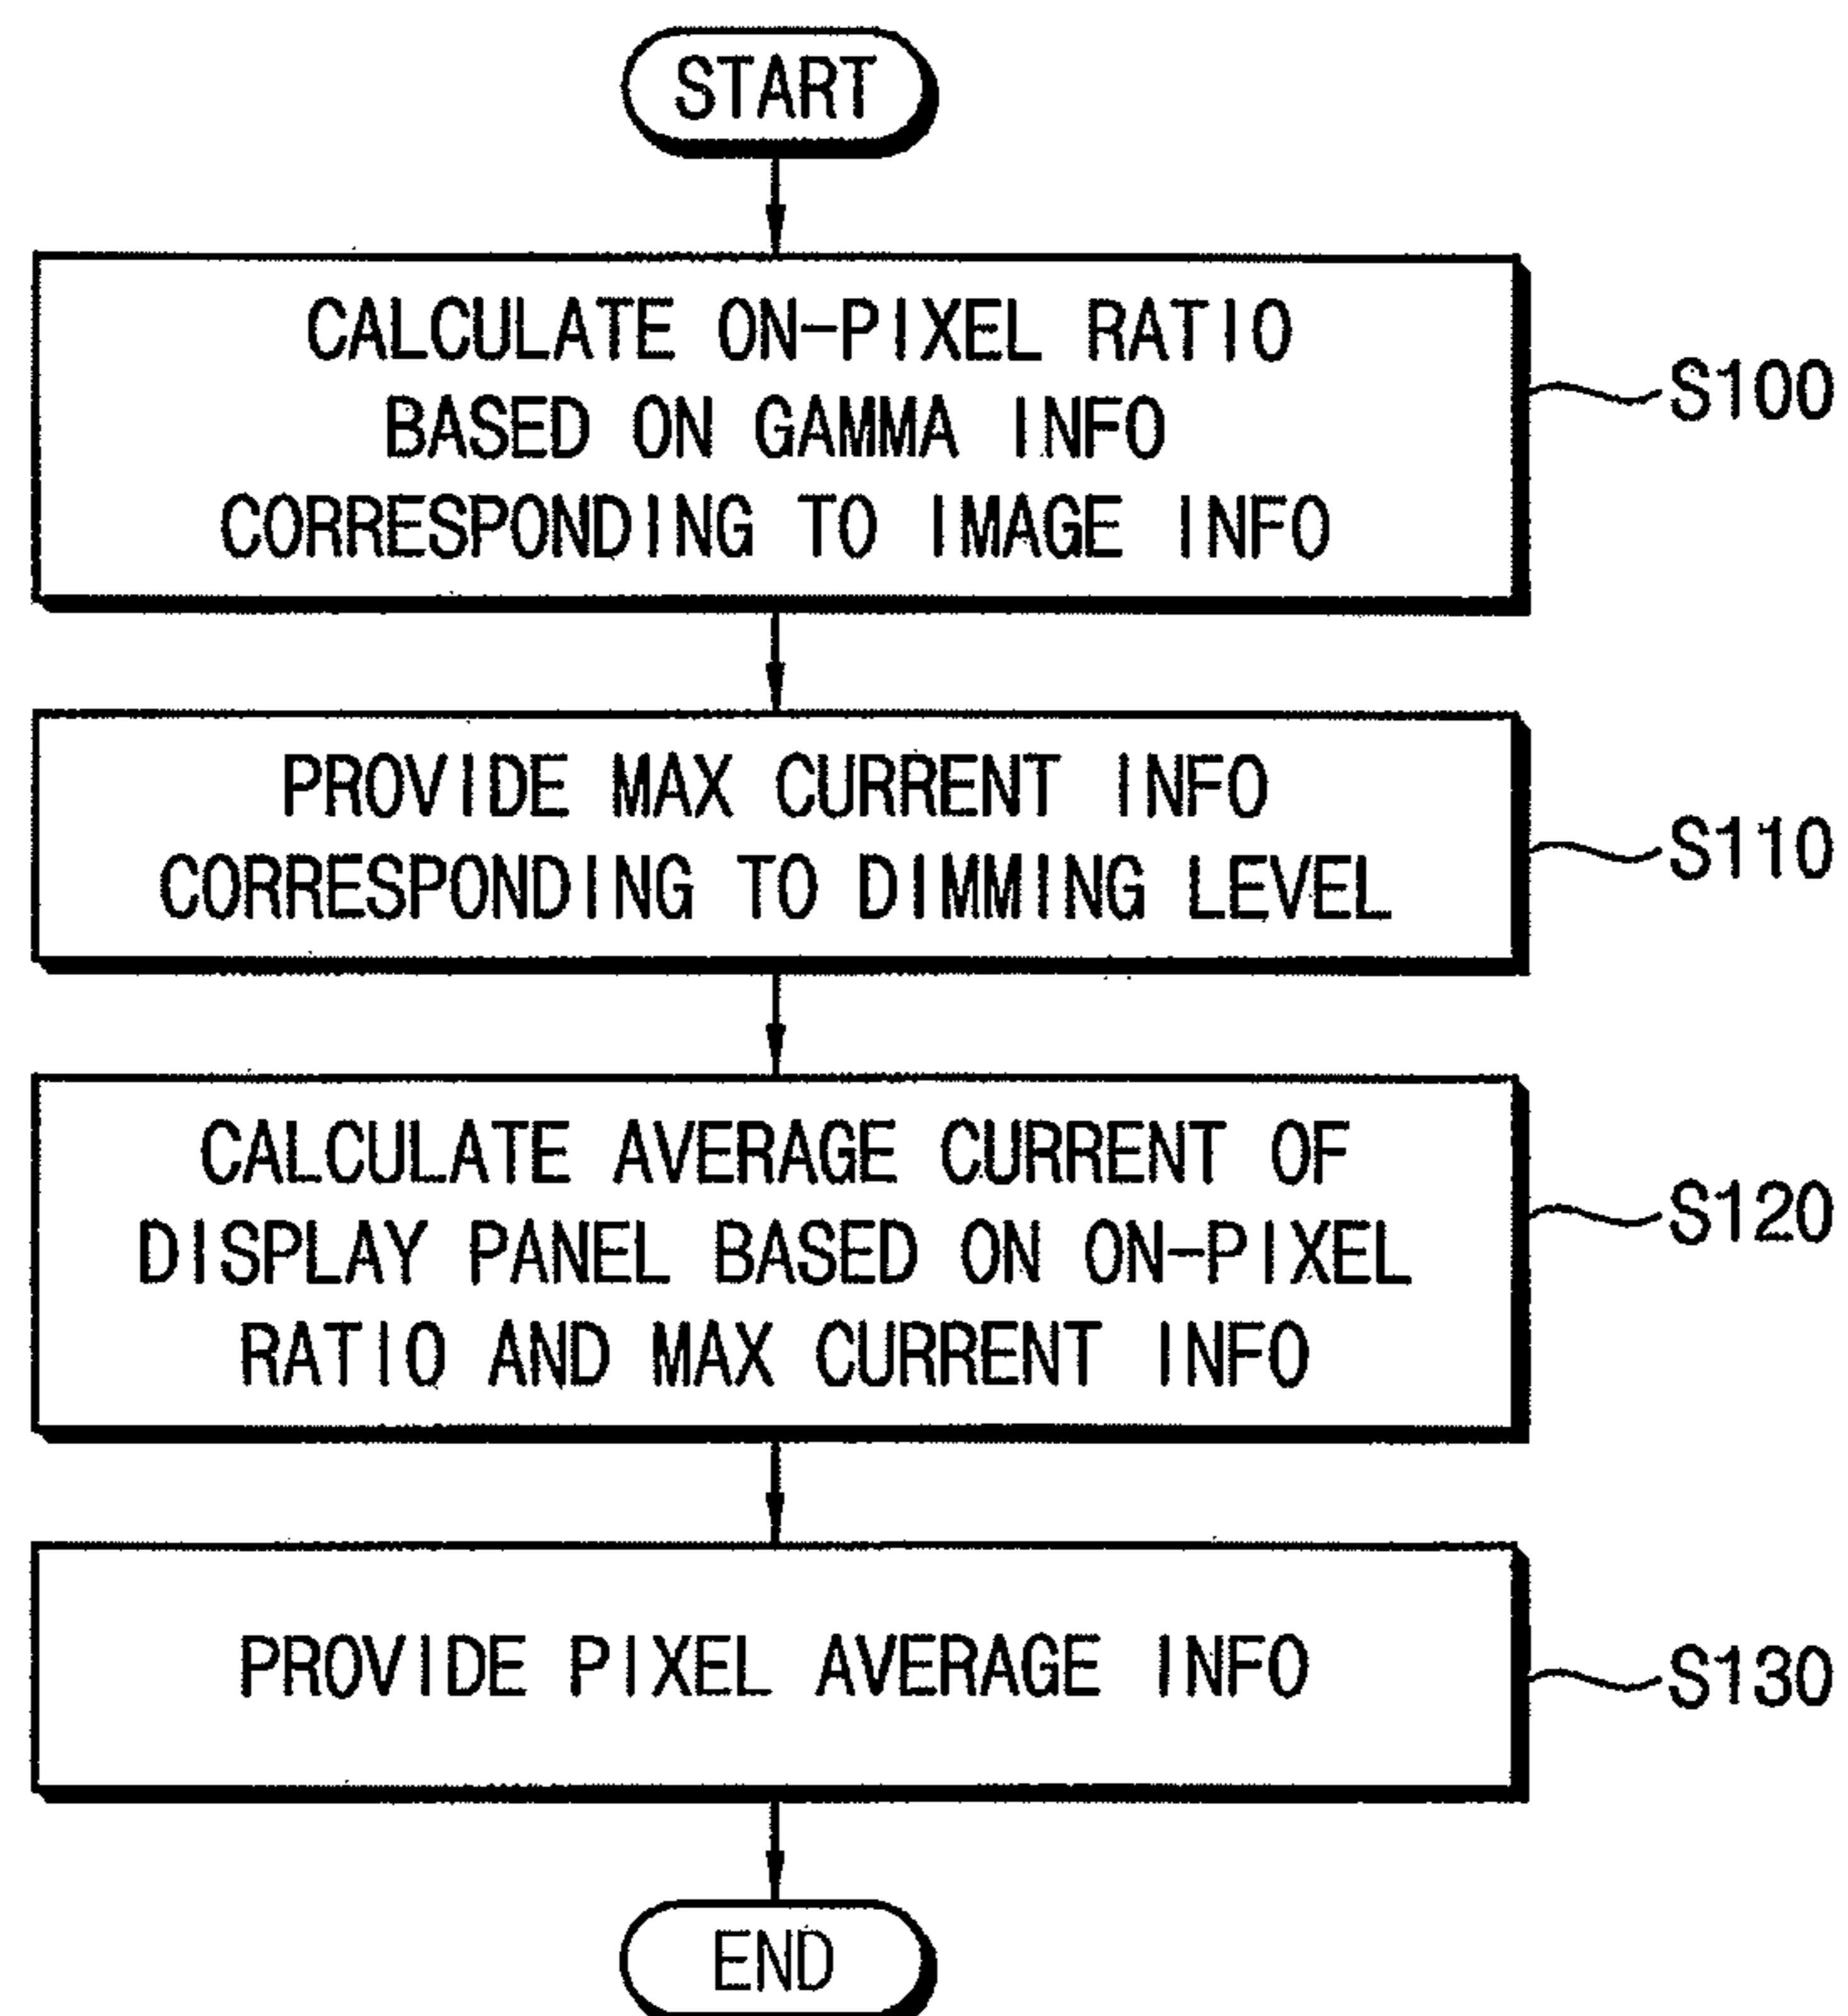 START
CALCULATE ON-PIXEL RATIO
BASED ON GAMMA INFO
CORRESPONDING TO IMAGE INFO
S100
PROVIDE MAX CURRENT INFO
CORRESPONDING TO DIMMING LEVEL
S110
CALCULATE AVERAGE CURRENT OF
DISPLAY PANEL BASED ON ON-PIXEL
RATIO AND MAX CURRENT INFO
S120
PROVIDE PIXEL AVERAGE INFO
S130
END